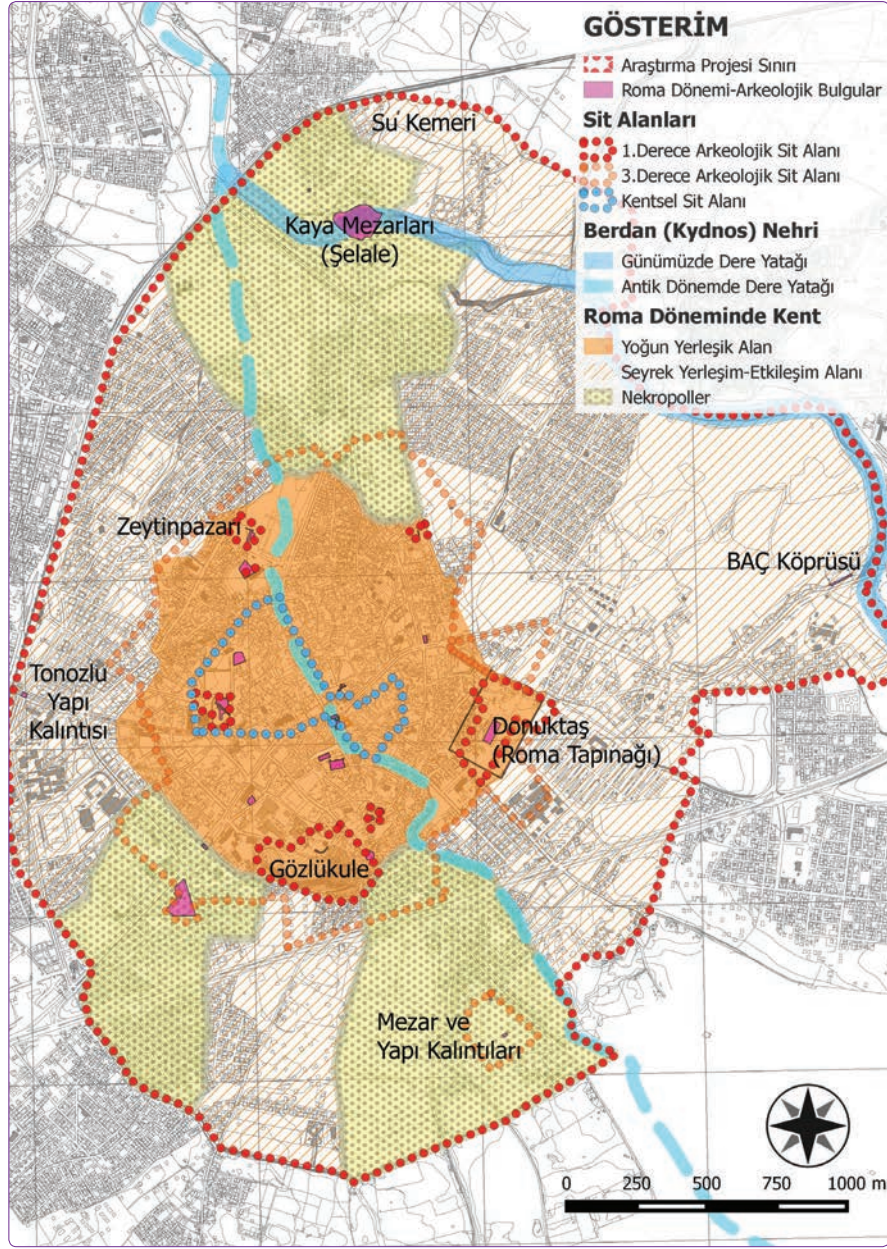 GÖSTERİM
Araştırma Projesi Sınırı
Roma Dönemi-Arkeolojik Bulgular
Sit Alanları
1.Derece Arkeolojik Sit Alanı
3.Derece Arkeolojik Sit Alanı
Kentsel Sit Alanı
Berdan (Kydnos) Nehri
Günümüzde Dere Yatağı
Antik Dönemde Dere Yatağı
Roma Döneminde Kent
Yoğun Yerleşik Alan
Seyrek Yerleşim-Etkileşim Alanı
Nekropoller
Su Kemeri
Kaya Mezarları
(Şelale)
Zeytinpazarı
BAÇ Köprüsü
Tonozlu
Yapı
Kalıntısı
Donuktaş
(Roma Tapınağı)
Gözlükule
Mezar ve
Yapı Kalıntıları
0 250 500 750 1000 m